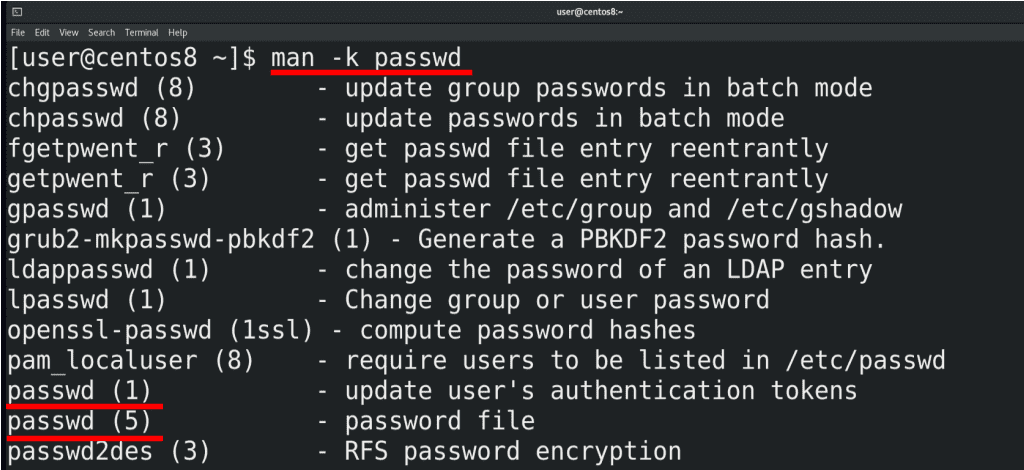 user@centos8:~
File Edit View Search Terminal Help
[user@centos8 ~]$ man -k passwd
chgpasswd (8)        - update group passwords in batch mode
chpasswd (8)         - update passwords in batch mode
fgetpwent_r (3)      - get passwd file entry reentrantly
getpwent_r (3)       - get passwd file entry reentrantly
gpasswd (1)          - administer /etc/group and /etc/gshadow
grub2-mkpasswd-pbkdf2 (1) - Generate a PBKDF2 password hash.
ldappasswd (1)       - change the password of an LDAP entry
lpasswd (1)          - Change group or user password
openssl-passwd (1ssl) - compute password hashes
pam_localuser (8)    - require users to be listed in /etc/passwd
passwd (1)           - update user's authentication tokens
passwd (5)           - password file
passwd2des (3)       - RFS password encryption